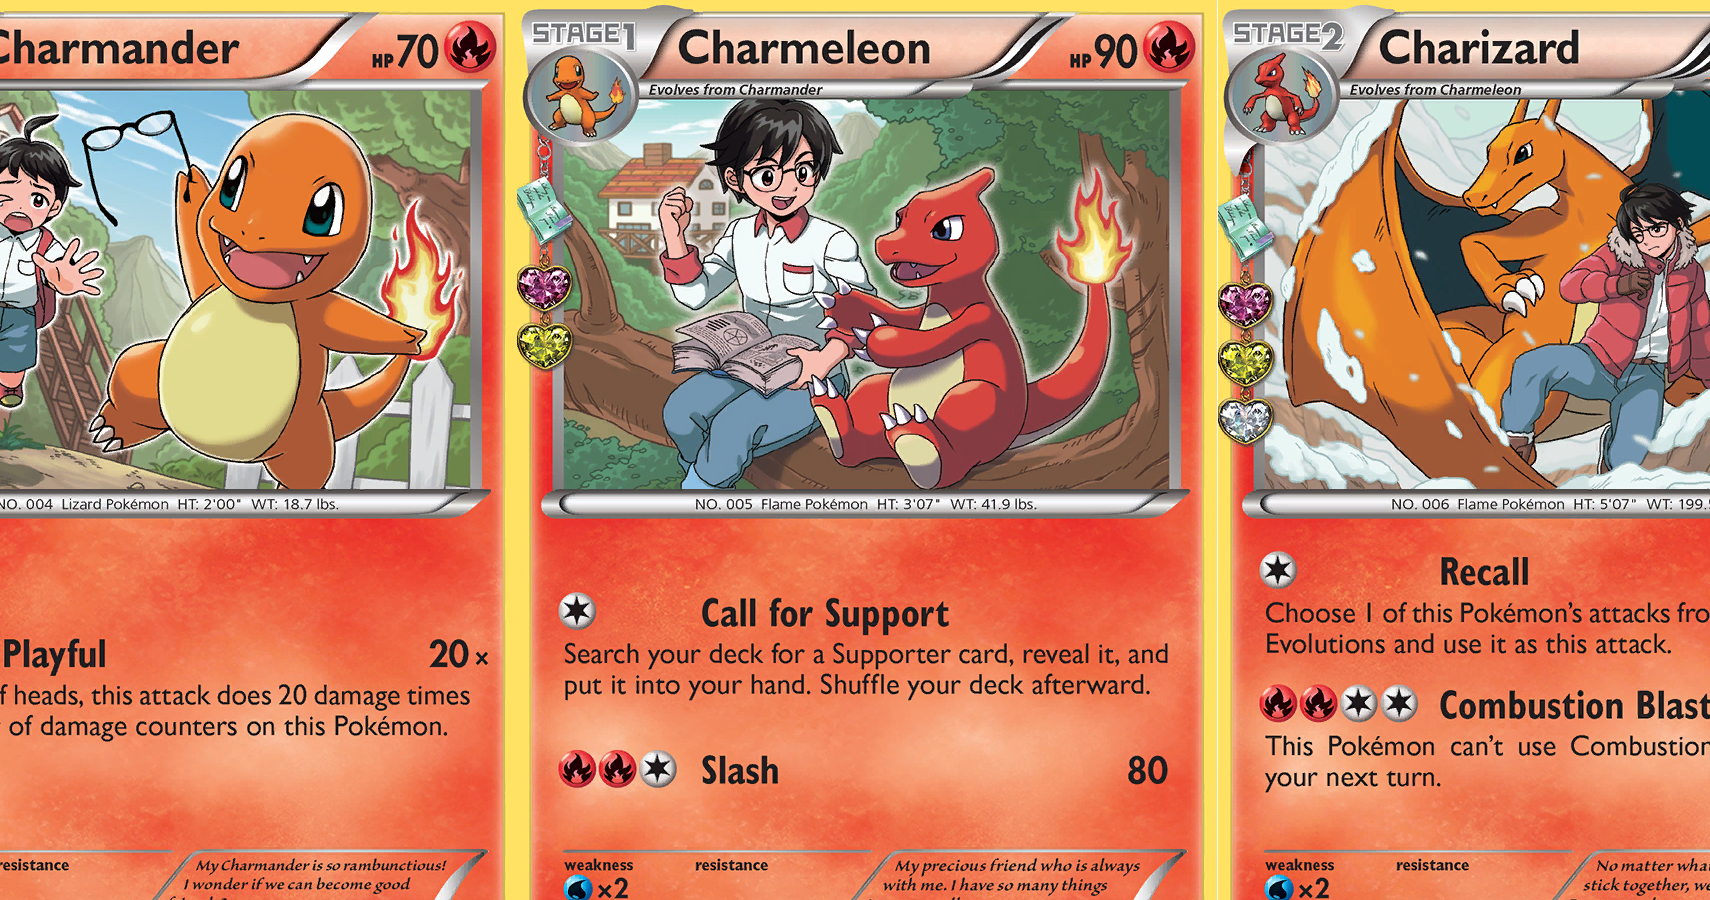 Charmander
HP70
NO. 004 Lizard Pokémon HT: 2'00" WT: 18.7 lbs.
Playful
20×
f heads, this attack does 20 damage times
of damage counters on this Pokémon.
resistance
My Charmander is so rambunctious!
I wonder if we can become good
STAGE1
Charmeleon
HP90
Evolves from Charmander
NO. 005 Flame Pokémon HT: 3'07" WT: 41.9 lbs.
Call for Support
Search your deck for a Supporter card, reveal it, and
put it into your hand. Shuffle your deck afterward.
Slash
80
weakness
×2
resistance
My precious friend who is always
with me. I have so many things
STAGE2
Charizard
Evolves from Charmeleon
NO. 006 Flame Pokémon HT: 5'07" WT: 199.
Recall
Choose 1 of this Pokémon's attacks fro
Evolutions and use it as this attack.
Combustion Blast
This Pokémon can't use Combustion
your next turn.
weakness
×2
resistance
No matter what
stick together, we